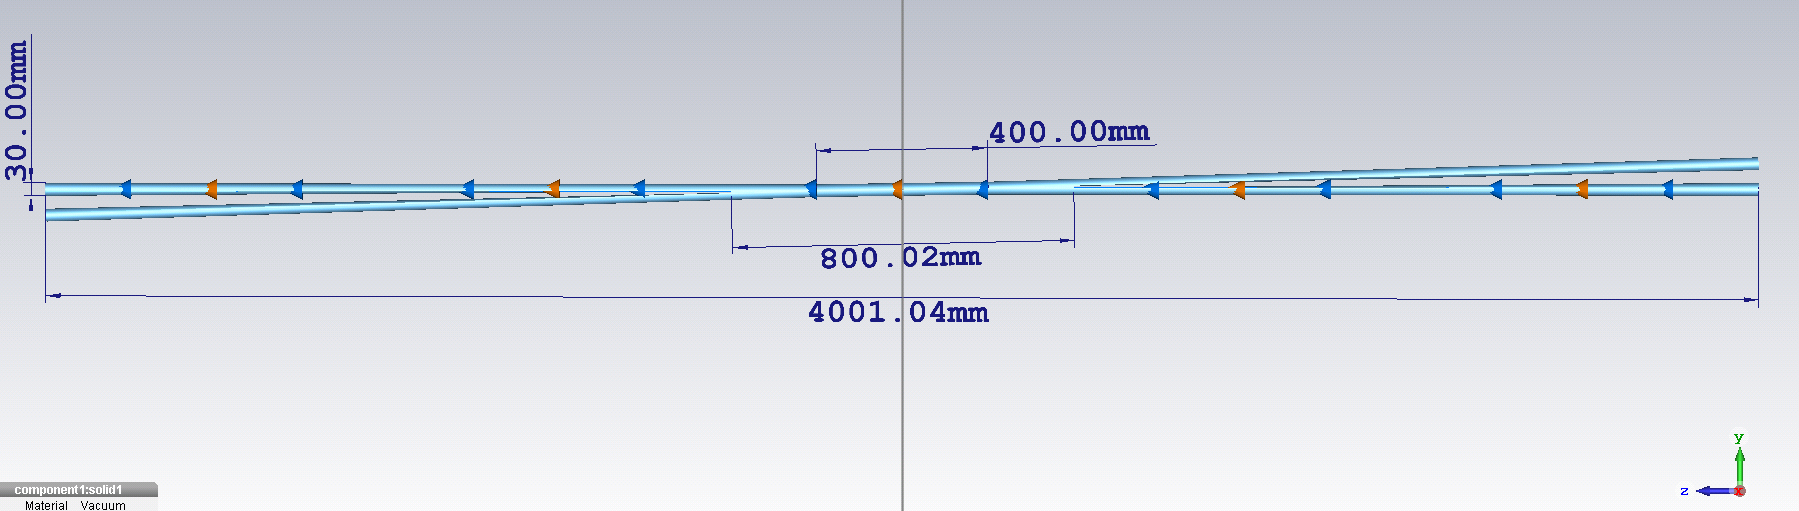 30.00mm
400.00mm
800.02mm
4001.04mm
y
z
x
component1:solid1
Material Vacuum